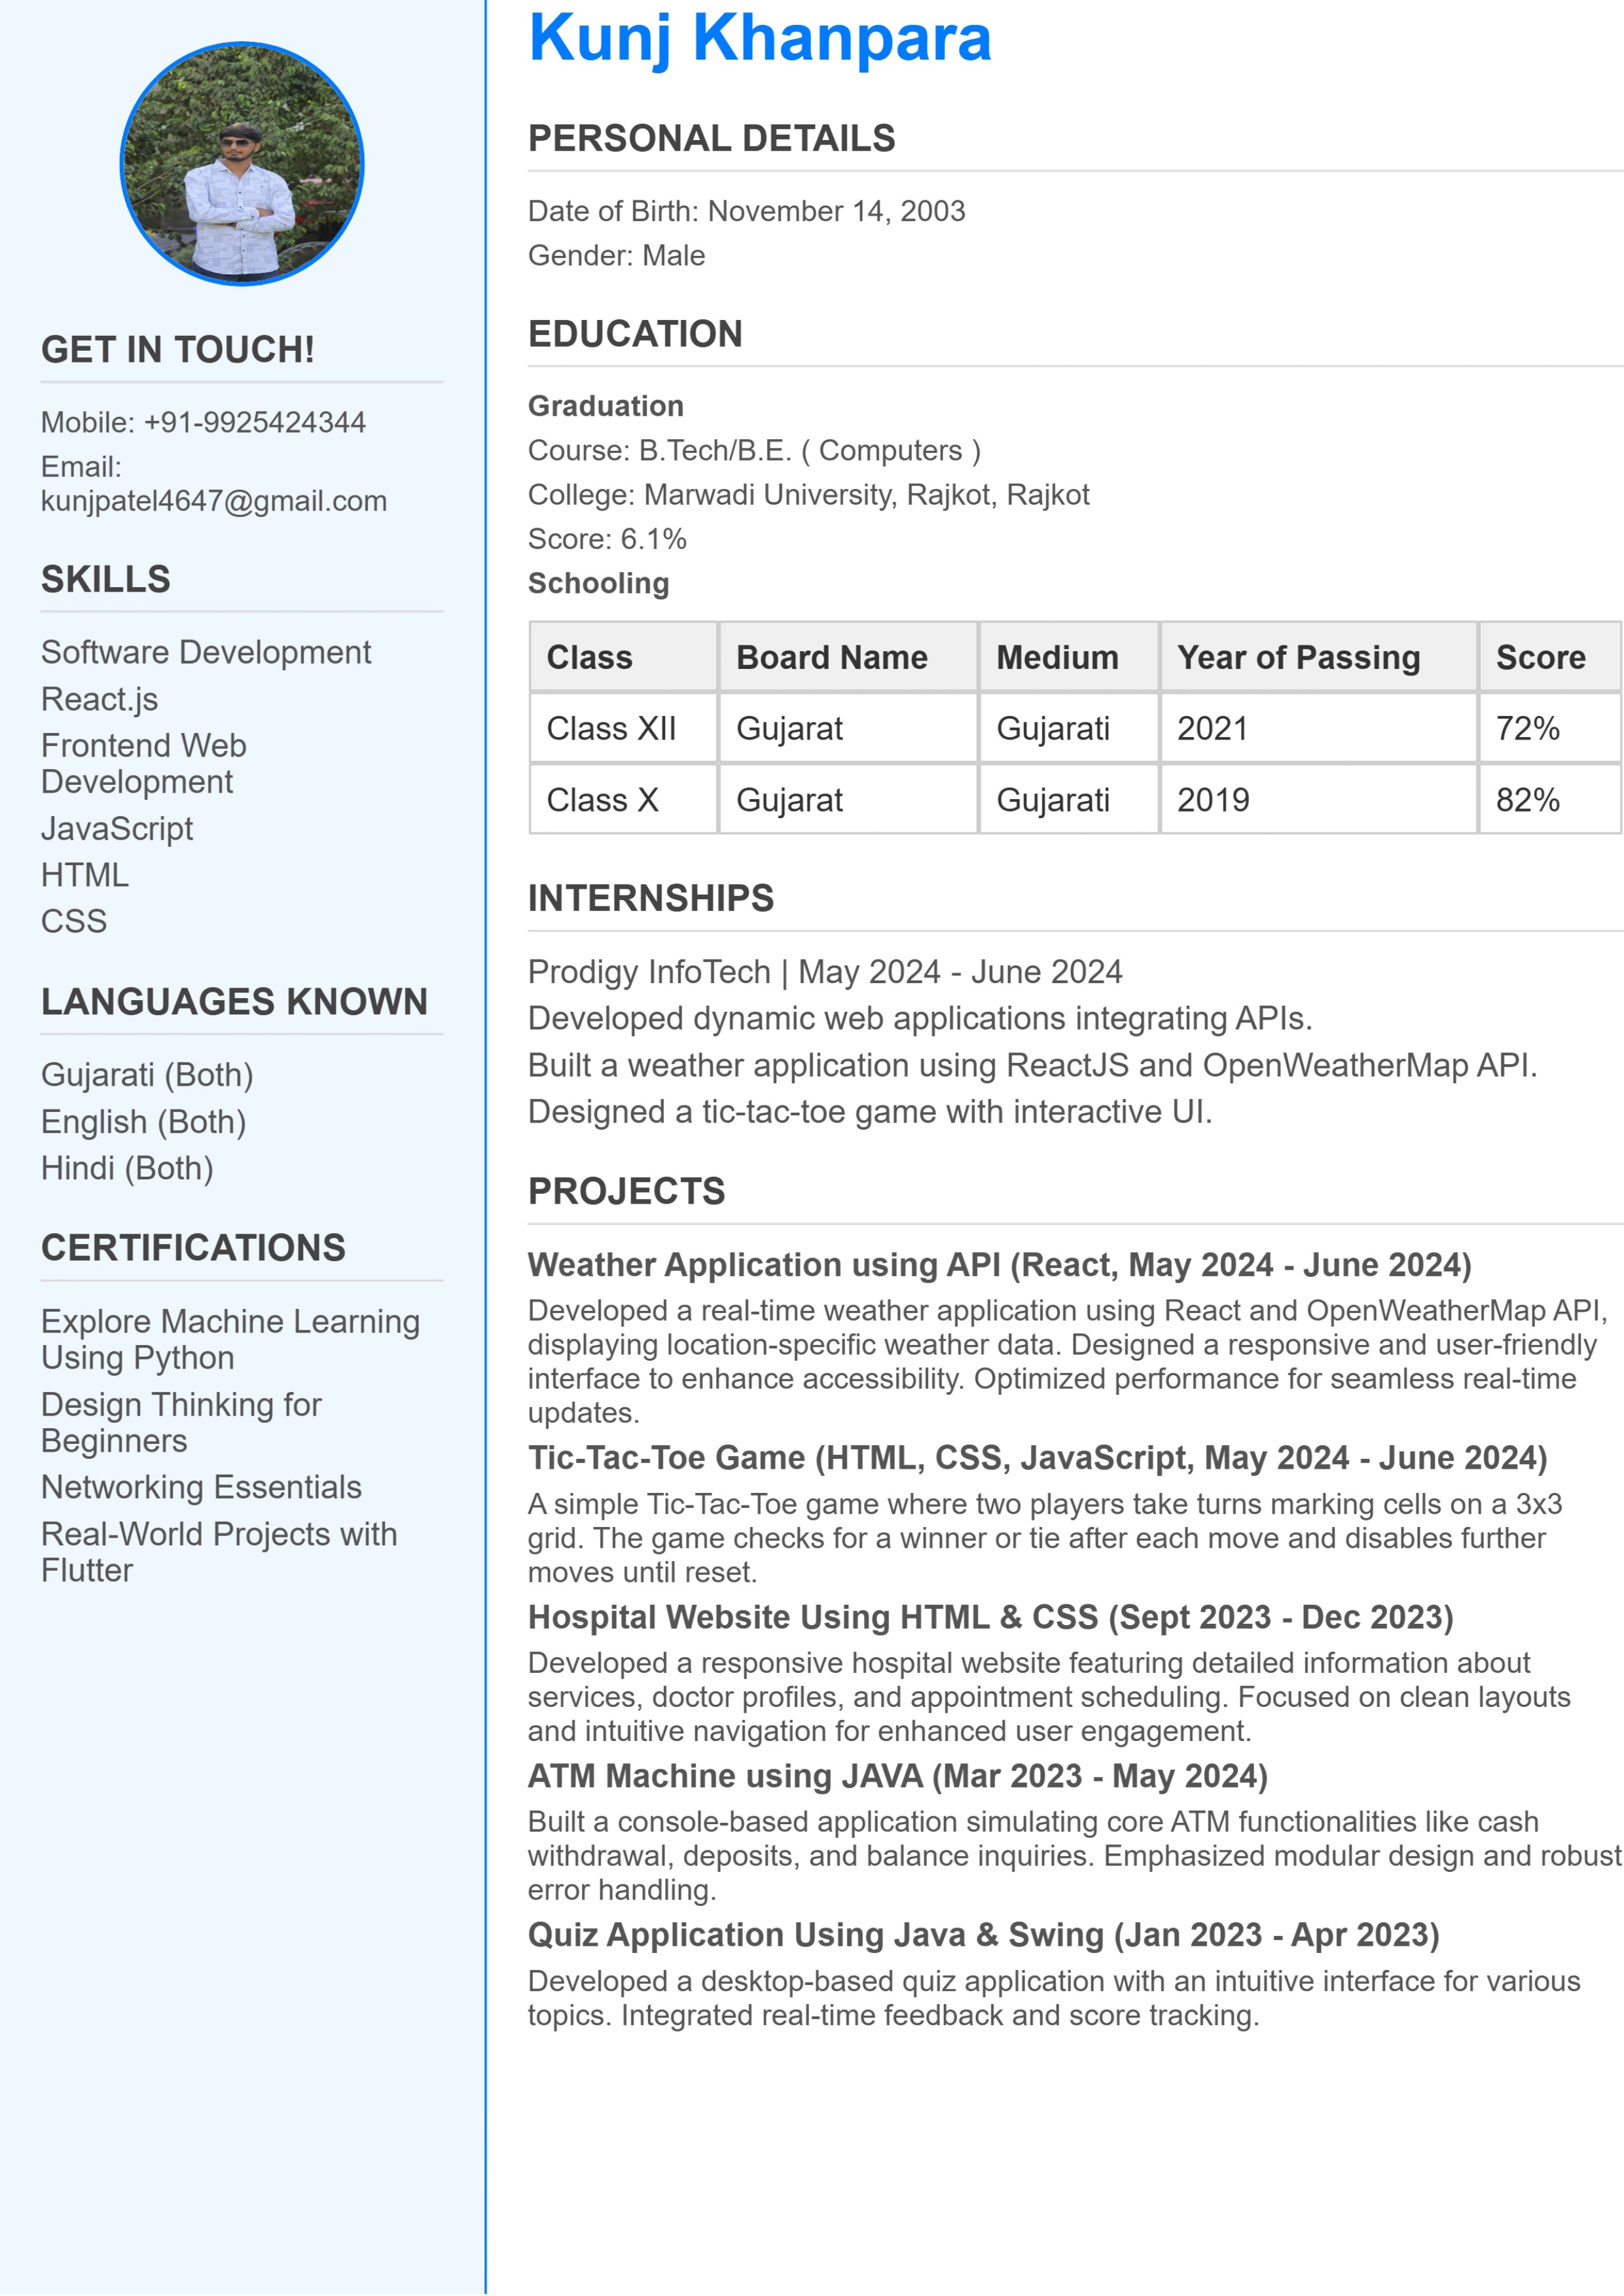 GET IN TOUCH!
Mobile: +91-9925424344
Email:
kunjpatel4647@gmail.com
SKILLS
Software Development
React.js
Frontend Web
Development
JavaScript
HTML
CSS
LANGUAGES KNOWN
Gujarati (Both)
English (Both)
Hindi (Both)
CERTIFICATIONS
Explore Machine Learning
Using Python
Design Thinking for
Beginners
Networking Essentials
Real-World Projects with
Flutter
Kunj Khanpara
PERSONAL DETAILS
Date of Birth: November 14, 2003
Gender: Male
EDUCATION
Graduation
Course: B.Tech/B.E. ( Computers )
College: Marwadi University, Rajkot, Rajkot
Score: 6.1%
Schooling
Class Board Name Medium Year of Passing Score
Class XII Gujarat Gujarati 2021 72%
Class X Gujarat Gujarati 2019 82%
INTERNSHIPS
Prodigy InfoTech | May 2024 - June 2024
Developed dynamic web applications integrating APIs.
Built a weather application using ReactJS and OpenWeatherMap API.
Designed a tic-tac-toe game with interactive UI.
PROJECTS
Weather Application using API (React, May 2024 - June 2024)
Developed a real-time weather application using React and OpenWeatherMap API,
displaying location-specific weather data. Designed a responsive and user-friendly
interface to enhance accessibility. Optimized performance for seamless real-time
updates.
Tic-Tac-Toe Game (HTML, CSS, JavaScript, May 2024 - June 2024)
A simple Tic-Tac-Toe game where two players take turns marking cells on a 3x3
grid. The game checks for a winner or tie after each move and disables further
moves until reset.
Hospital Website Using HTML & CSS (Sept 2023 - Dec 2023)
Developed a responsive hospital website featuring detailed information about
services, doctor profiles, and appointment scheduling. Focused on clean layouts
and intuitive navigation for enhanced user engagement.
ATM Machine using JAVA (Mar 2023 - May 2024)
Built a console-based application simulating core ATM functionalities like cash
withdrawal, deposits, and balance inquiries. Emphasized modular design and robust
error handling.
Quiz Application Using Java & Swing (Jan 2023 - Apr 2023)
Developed a desktop-based quiz application with an intuitive interface for various
topics. Integrated real-time feedback and score tracking.